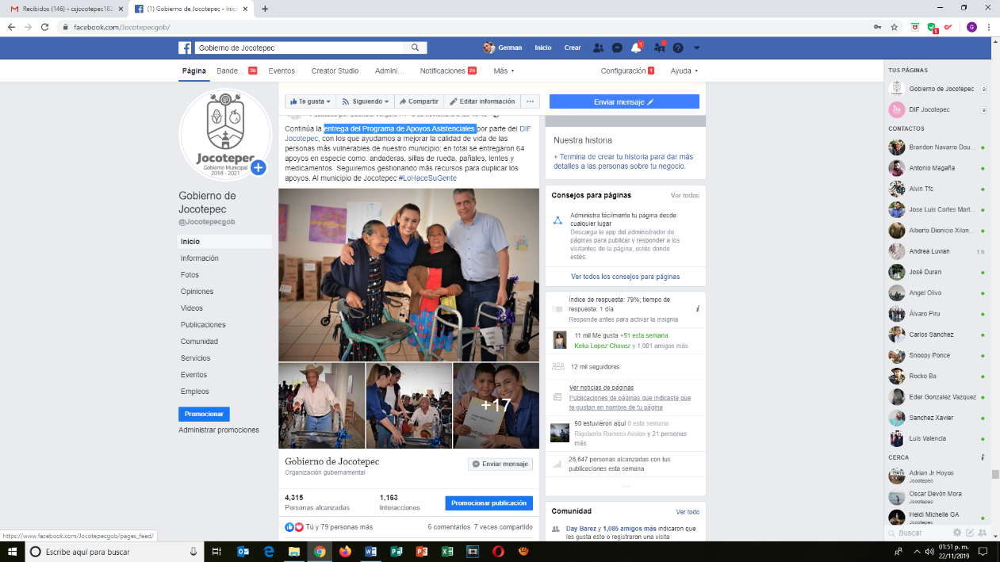 Recibidos (146) - csjocotepec182
(1) Gobierno de Jocotepec - Inici
facebook.com/Jocotepecgob/
Gobierno de Jocotepec
German
Inicio
Crear
1
Página
Bande... 35
Eventos
Creator Studio
Admini...
Notificaciones 25
Más
Configuración 1
Ayuda
Jocotepec
Gobierno Municipal
2018 - 2021
Gobierno de
Jocotepec
@Jocotepecgob
Inicio
Información
Fotos
Opiniones
Videos
Publicaciones
Comunidad
Servicios
Eventos
Empleos
Promocionar
Administrar promociones
Te gusta
Siguiendo
Compartir
Editar información
...
Continúa la entrega del Programa de Apoyos Asistenciales por parte del DIF
Jocotepec, con los que ayudamos a mejorar la calidad de vida de las
personas más vulnerables de nuestro municipio; en total se entregaron 64
apoyos en especie como: andaderas, sillas de rueda, pañales, lentes y
medicamentos. Seguiremos gestionando más recursos para duplicar los
apoyos. Al municipio de Jocotepec #LoHaceSuGente
+17
Gobierno de Jocotepec
Organización gubernamental
Enviar mensaje
4,315
Personas alcanzadas
1,163
Interacciones
Promocionar publicación
Tú y 79 personas más
6 comentarios 7 veces compartido
Enviar mensaje
Nuestra historia
+ Termina de crear tu historia para dar más
detalles a las personas sobre tu negocio.
Consejos para páginas
Ver todos
Administra fácilmente tu página desde
cualquier lugar
Descarga la app del administrador de
páginas para publicar y responder a los
visitantes de la página, estés donde
estés.
Ver todos los consejos para páginas
Índice de respuesta: 79%; tiempo de
respuesta: 1 día
Responde antes para activar la insignia
11 mil Me gusta +51 esta semana
Keka Lopez Chavez y 1,081 amigos más
12 mil seguidores
Ver noticias de páginas
Publicaciones de páginas que indicaste que
te gustan en nombre de tu página
90 estuvieron aquí 0 esta semana
Rigoberto Romero Avalos y 21 personas
más
26,647 personas alcanzadas con tus
publicaciones esta semana
...
Comunidad
Ver todo
Day Barez y 1,085 amigos más indicaron que
les gusta esto o registraron una visita
TUS PÁGINAS
Gobierno de Jocotepec 9
DIF Jocotepec 9
CONTACTOS
Brandon Navarro Dou...
Antonio Magaña
Alvin Tfc
Jose Luis Cortes Mart...
Alberto Dionicio Xilon...
Andrea Luvian 1 h
José Duran
Angel Olivo
Álvaro Piru
Carlos Sanchez
Snoopy Ponce
Rocko Ba
Eder Gonzalez Vazquez
Sanchez Xavier
Luis Valencia
CERCA
Adrian Jr Hoyos
Jocotepec
Oscar Devôn Mora
Jocotepec
Heidi Michelle GA
Jocotepec
Buscar
https://www.facebook.com/Jocotepecgob/pages_feed/
Escribe aquí para buscar
01:51 p. m.
22/11/2019